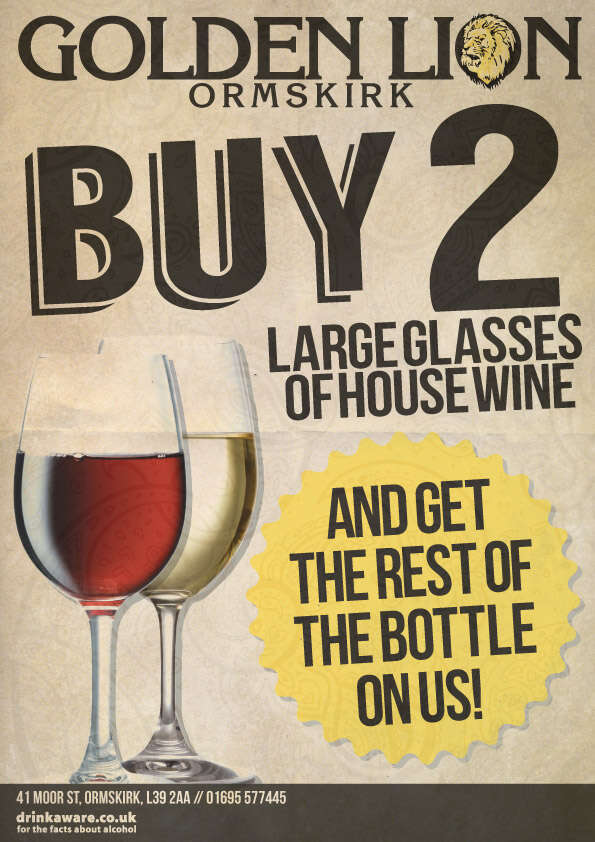 GOLDEN LION
ORMSKIRK
BUY 2
LARGE GLASSES
OF HOUSE WINE
AND GET
THE REST OF
THE BOTTLE
ON US!
41 MOOR ST, ORMSKIRK, L39 2AA // 01695 577445
drinkaware.co.uk
for the facts about alcohol